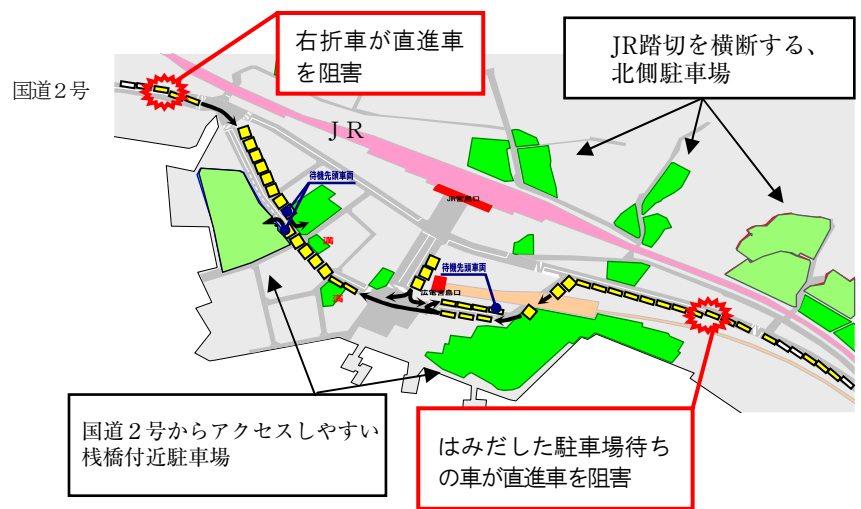 右折車が直進車
を阻害
JR踏切を横断する、
北側駐車場
国道２号
ＪＲ
待機先頭車両
JR宮島口
満
待機先頭車両
広電宮島口
満
国道２号からアクセスしやすい
桟橋付近駐車場
はみだした駐車場待ち
の車が直進車を阻害